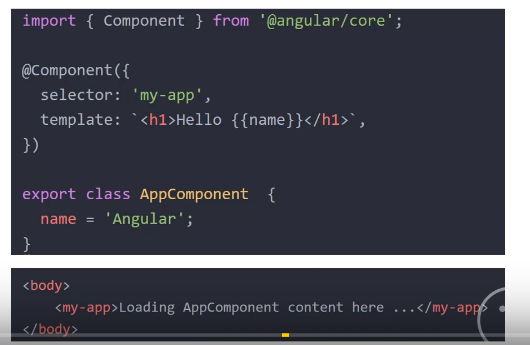 import { Component } from '@angular/core';
@Component({
selector: 'my-app',
template: `<h1>Hello {{name}}</h1>`,
})
export class AppComponent {
name = 'Angular';
}
<body>
<my-app>Loading AppComponent content here ...</my-app>
</body>